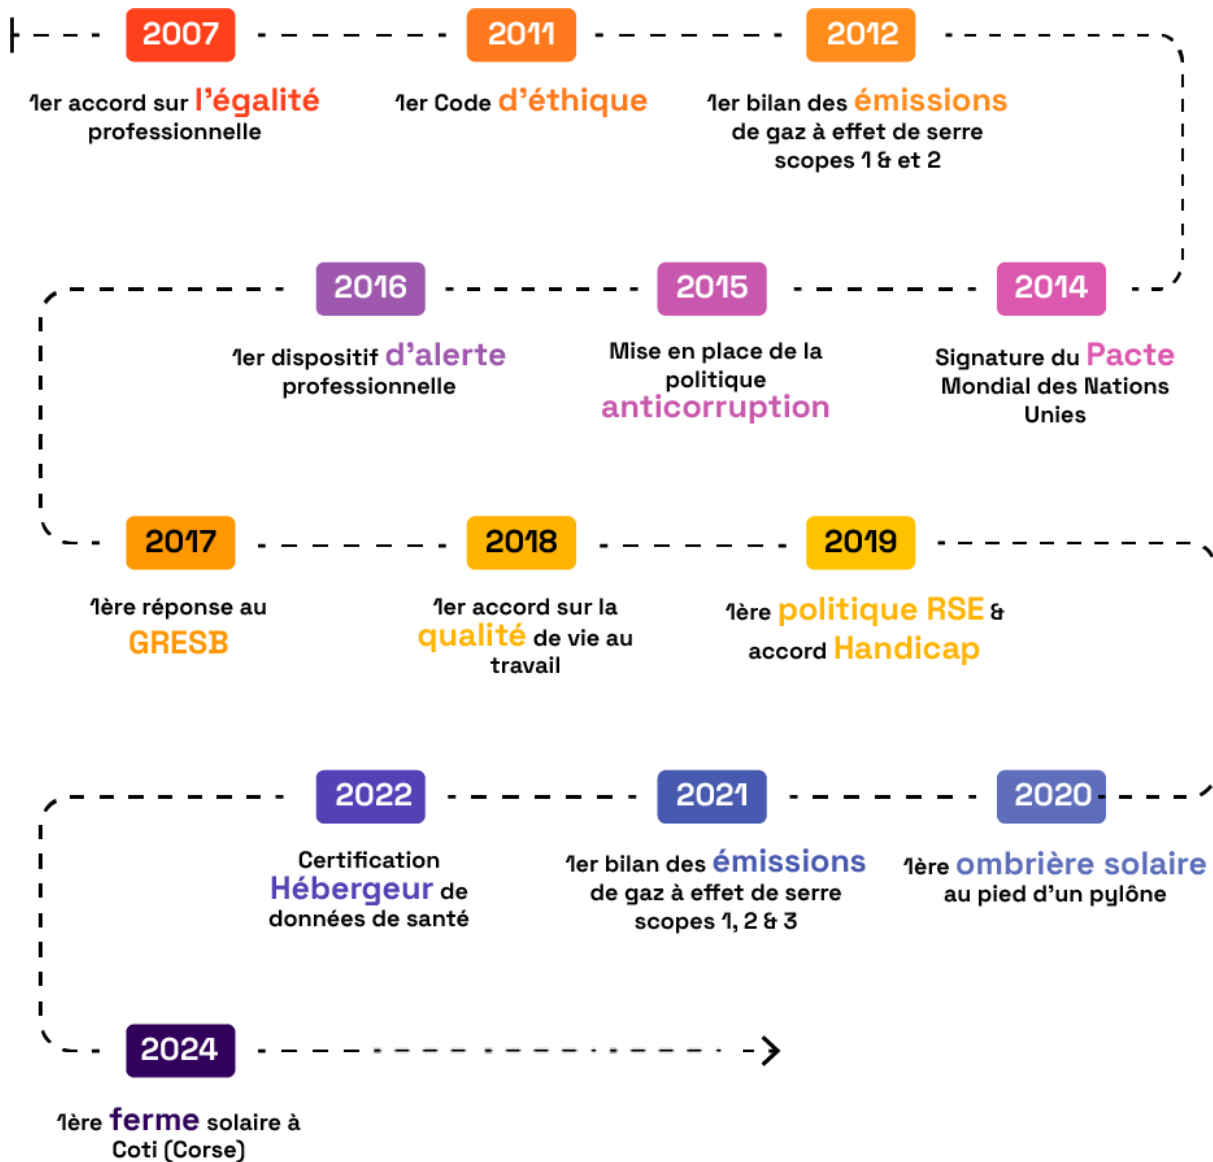 2007
1er accord sur l'égalité
professionnelle
2011
1er Code d'éthique
2012
1er bilan des émissions
de gaz à effet de serre
scopes 1 & et 2
2014
Signature du Pacte
Mondial des Nations
Unies
2015
Mise en place de la
politique
anticorruption
2016
1er dispositif d'alerte
professionnelle
2017
1ère réponse au
GRESB
2018
1er accord sur la
qualité de vie au
travail
2019
1ère politique RSE &
accord Handicap
2020
1ère ombrière solaire
au pied d'un pylône
2021
1er bilan des émissions
de gaz à effet de serre
scopes 1, 2 & 3
2022
Certification
Hébergeur de
données de santé
2024
1ère ferme solaire à
Coti (Corse)